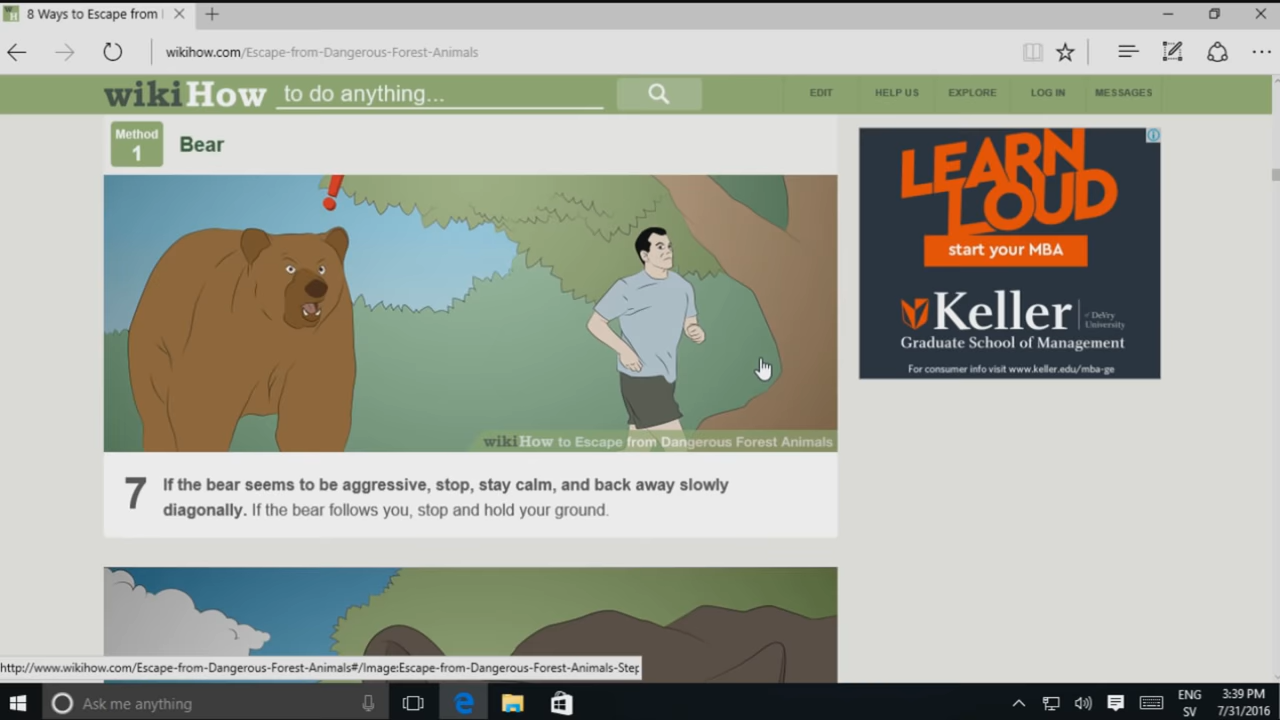 8 Ways to Escape from
wikihow.com/Escape-from-Dangerous-Forest-Animals
wikiHow to do anything...
EDIT HELP US EXPLORE LOG IN MESSAGES
Method
1
Bear
!
wikiHow to Escape from Dangerous Forest Animals
7
If the bear seems to be aggressive, stop, stay calm, and back away slowly
diagonally. If the bear follows you, stop and hold your ground.
LEARN
LOUD
start your MBA
Keller
of DeVry
University
Graduate School of Management
For consumer info visit www.keller.edu/mba-ge
http://www.wikihow.com/Escape-from-Dangerous-Forest-Animals#/Image:Escape-from-Dangerous-Forest-Animals-Step
Ask me anything
ENG
SV
3:39 PM
7/31/2016